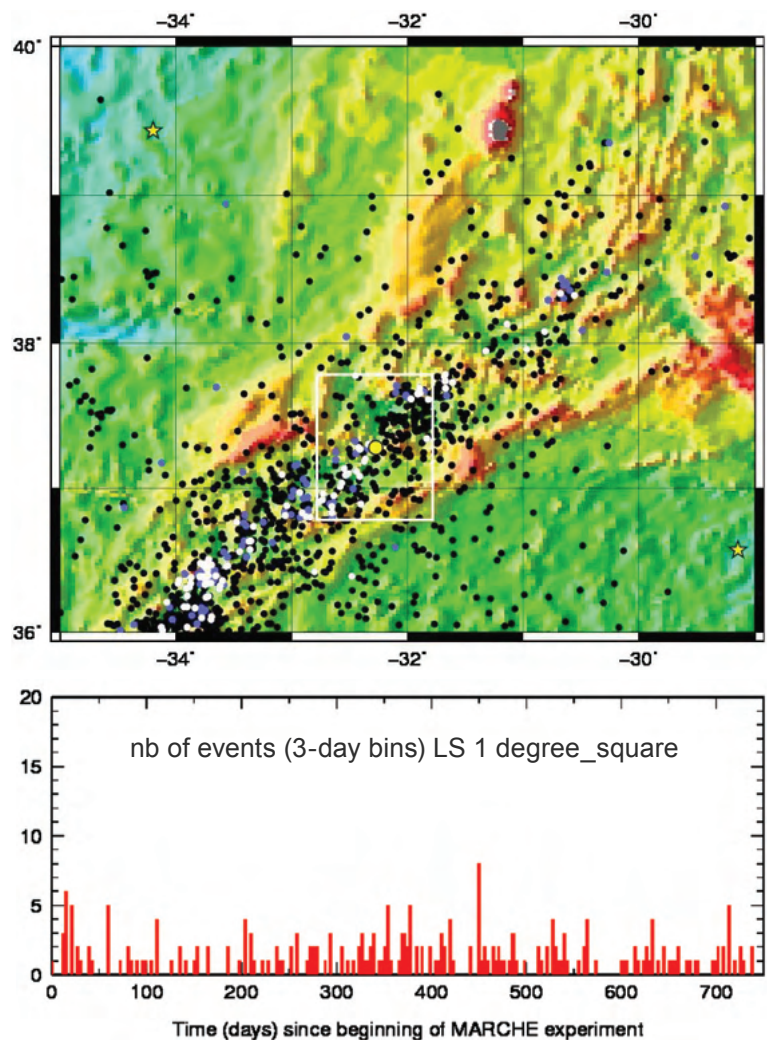 −34° −32° −30°
40°
38°
36°
−34° −32° −30°
nb of events (3-day bins) LS 1 degree_square
20
15
10
5
0
0 100 200 300 400 500 600 700
Time (days) since beginning of MARCHE experiment